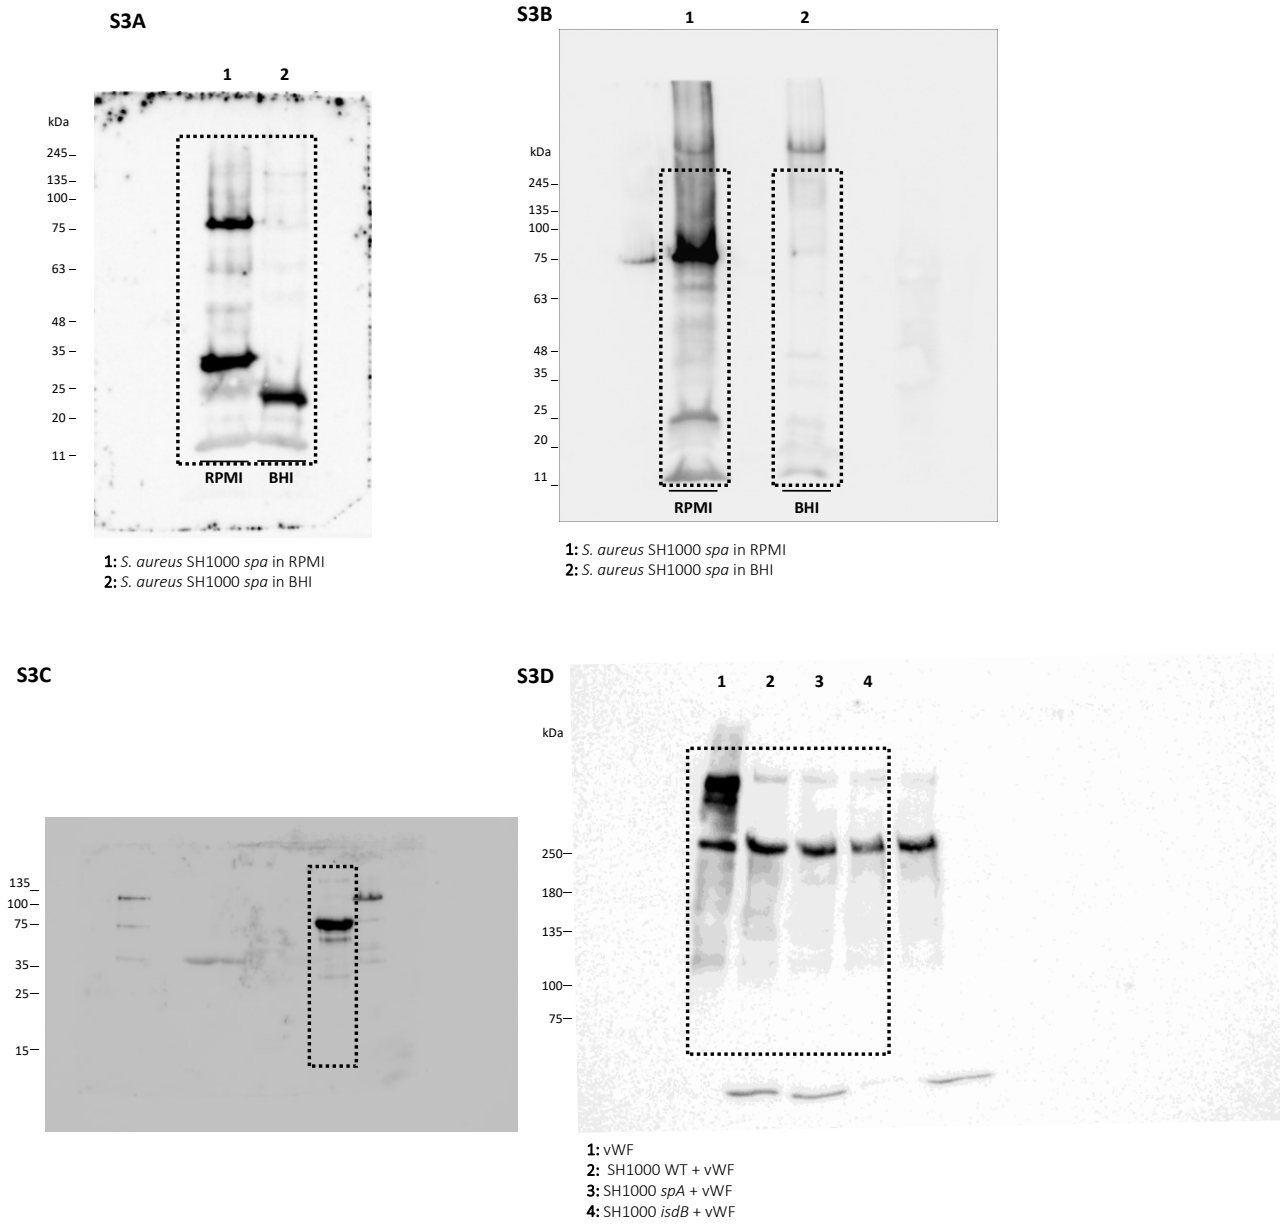 S3A
1 2
kDa
245
135
100
75
63
48
35
25
20
11
RPMI BHI
1: S. aureus SH1000 spa in RPMI
2: S. aureus SH1000 spa in BHI
S3B
1 2
kDa
245
135
100
75
63
48
35
25
20
11
RPMI BHI
1: S. aureus SH1000 spa in RPMI
2: S. aureus SH1000 spa in BHI
S3C
135
100
75
35
25
15
S3D
1 2 3 4
kDa
250
180
135
100
75
1: vWF
2: SH1000 WT + vWF
3: SH1000 spA + vWF
4: SH1000 isdB + vWF